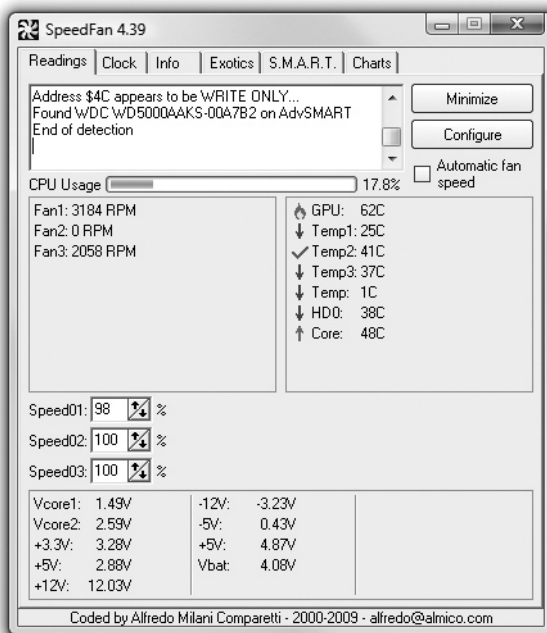 SpeedFan 4.39
Readings Clock Info Exotics S.M.A.R.T. Charts
Address $4C appears to be WRITE ONLY...
Found WDC WD5000AAKS-00A7B2 on AdvSMART
End of detection
Minimize
Configure
Automatic fan
speed
CPU Usage 17.8%
Fan1: 3184 RPM
Fan2: 0 RPM
Fan3: 2058 RPM
GPU: 62C
Temp1: 25C
Temp2: 41C
Temp3: 37C
Temp: 1C
HD0: 38C
Core: 48C
Speed01: 98 %
Speed02: 100 %
Speed03: 100 %
Vcore1: 1.49V
Vcore2: 2.59V
+3.3V: 3.28V
+5V: 2.88V
+12V: 12.03V
-12V: -3.23V
-5V: 0.43V
+5V: 4.87V
Vbat: 4.08V
Coded by Alfredo Milani Comparetti - 2000-2009 - alfredo@almico.com